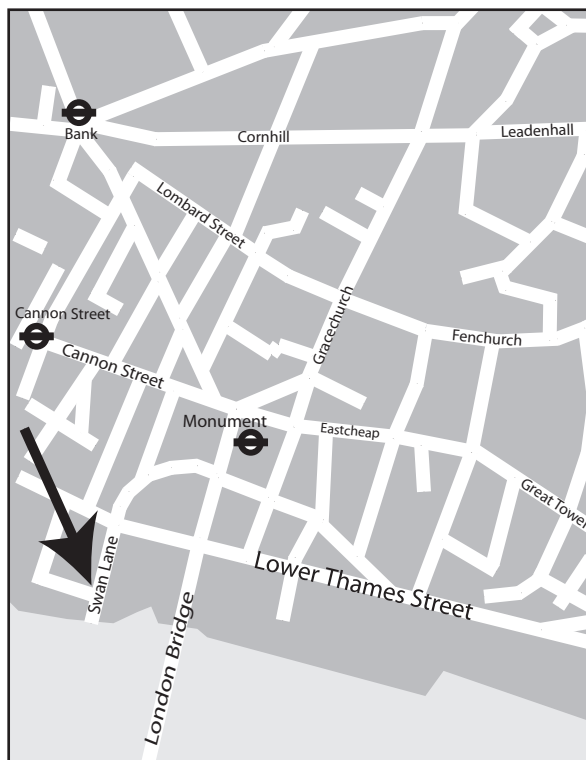 Bank
Cornhill
Leadenhall
Lombard Street
Gracechurch
Cannon Street
Fenchurch
Cannon Street
Monument
Eastcheap
Great Tower
Lower Thames Street
Swan Lane
London Bridge